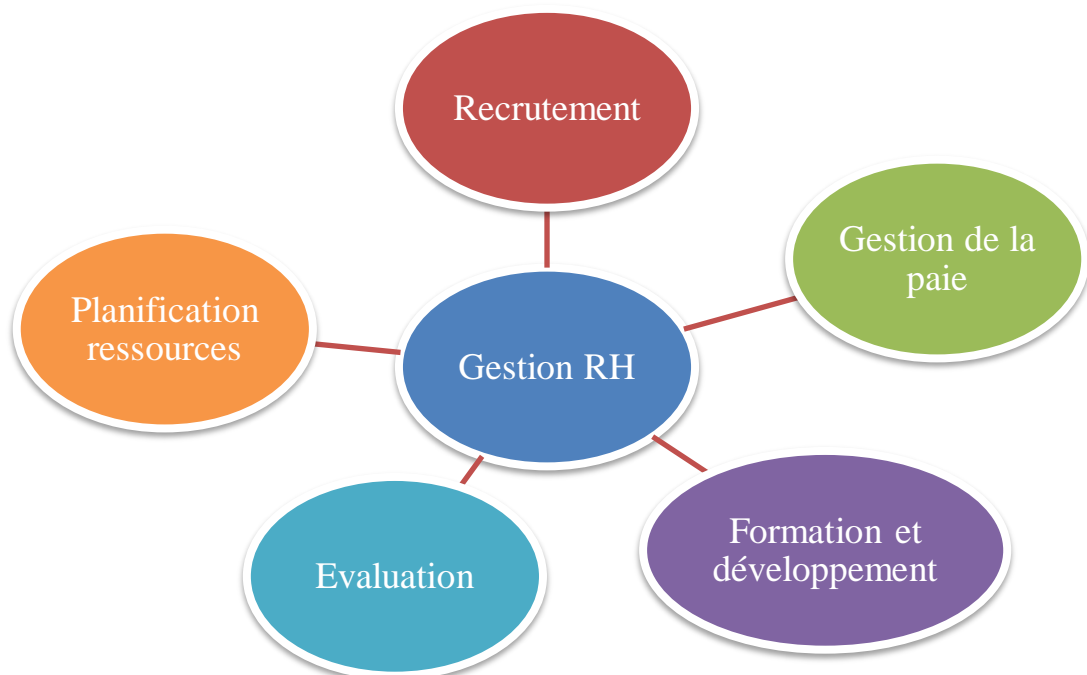 Recrutement
Gestion de la
paie
Planification
ressources
Gestion RH
Formation et
développement
Evaluation